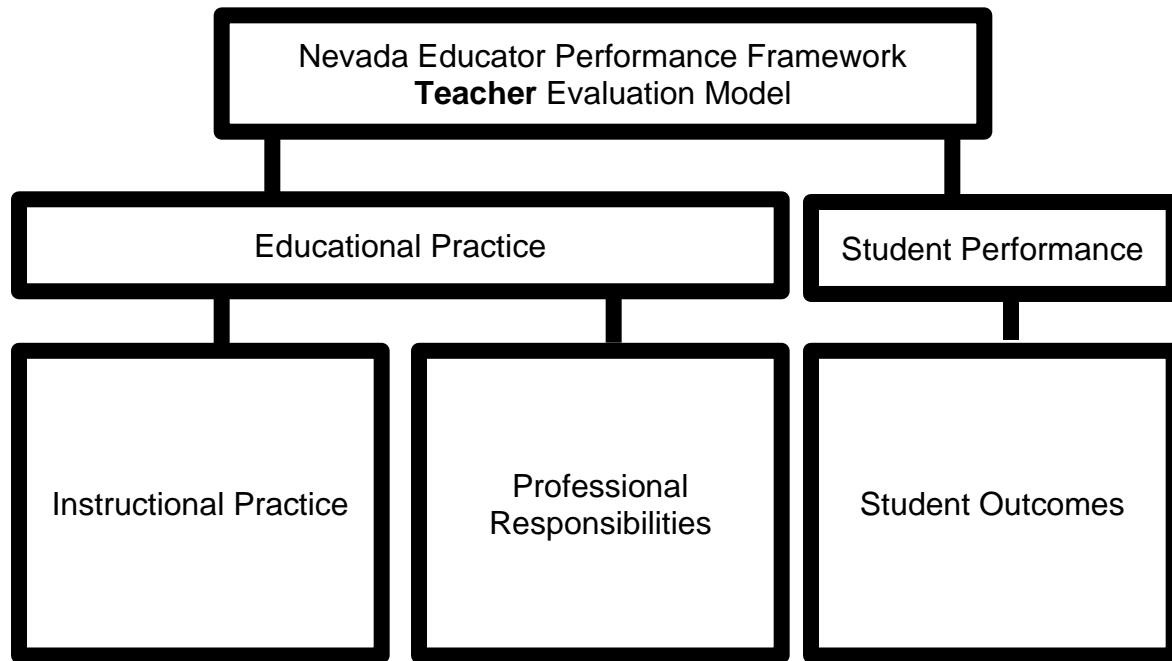 Nevada Educator Performance Framework
Teacher Evaluation Model
Educational Practice
Student Performance
Instructional Practice
Professional
Responsibilities
Student Outcomes